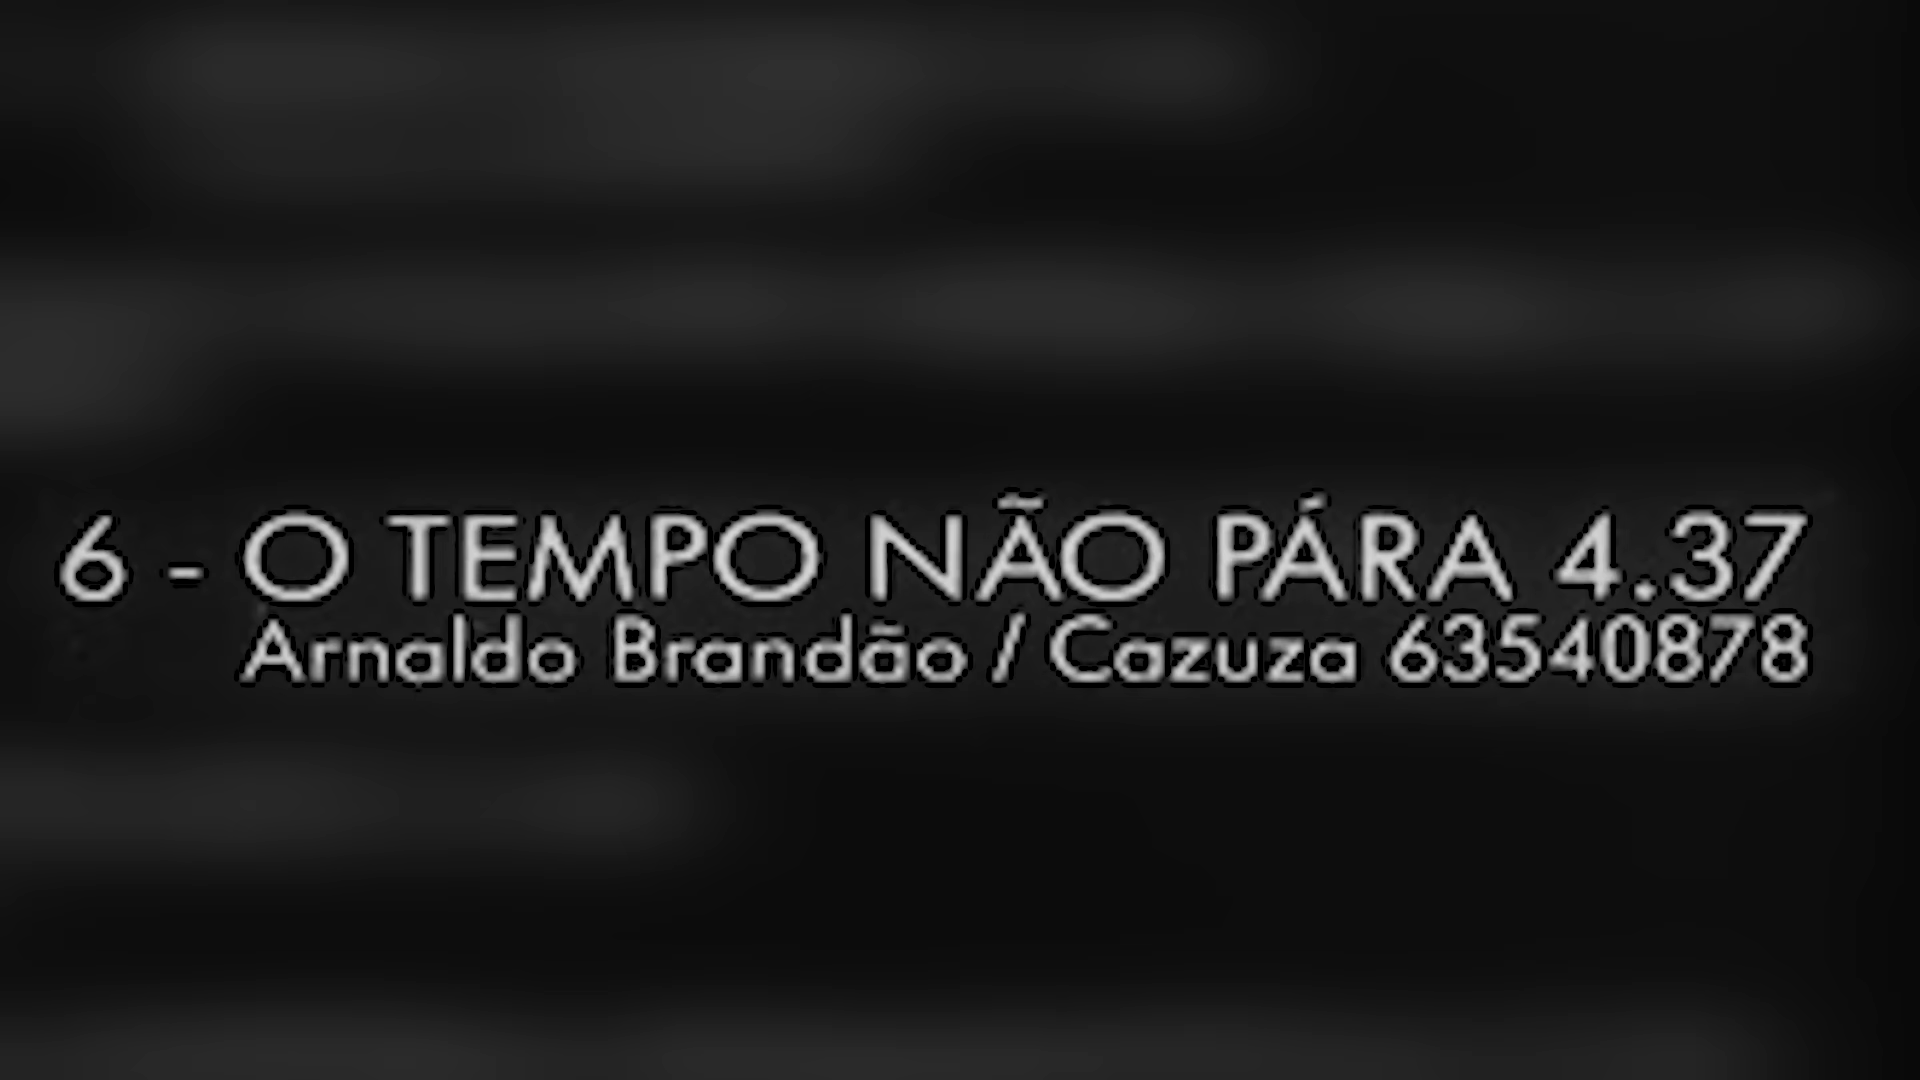 6 - O TEMPO NÃO PÁRA 4.37
Arnaldo Brandão / Cazuza 63540878